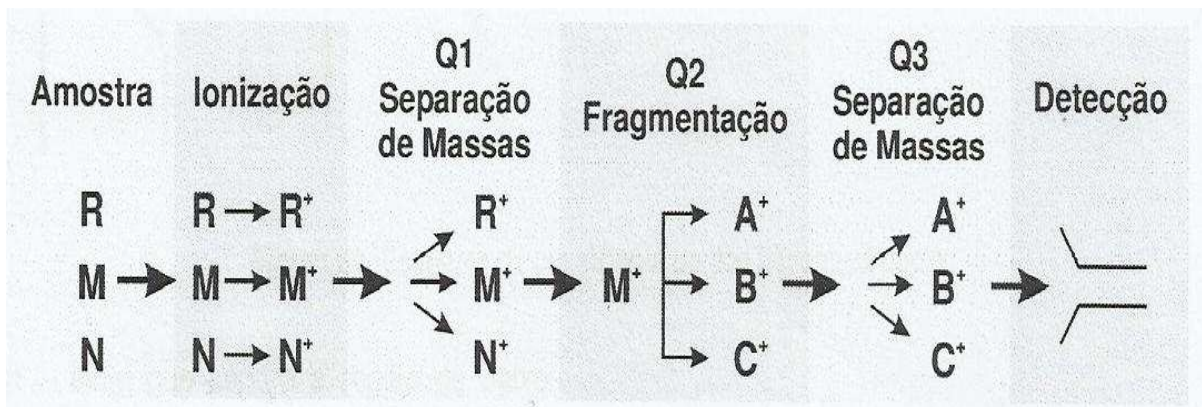 Amostra
Ionização
Q1
Separação
de Massas
Q2
Fragmentação
Q3
Separação
de Massas
Detecção
R R → R⁺ R⁺ A⁺ A⁺
M M → M⁺ M⁺ M⁺ B⁺ B⁺
N N → N⁺ N⁺ C⁺ C⁺